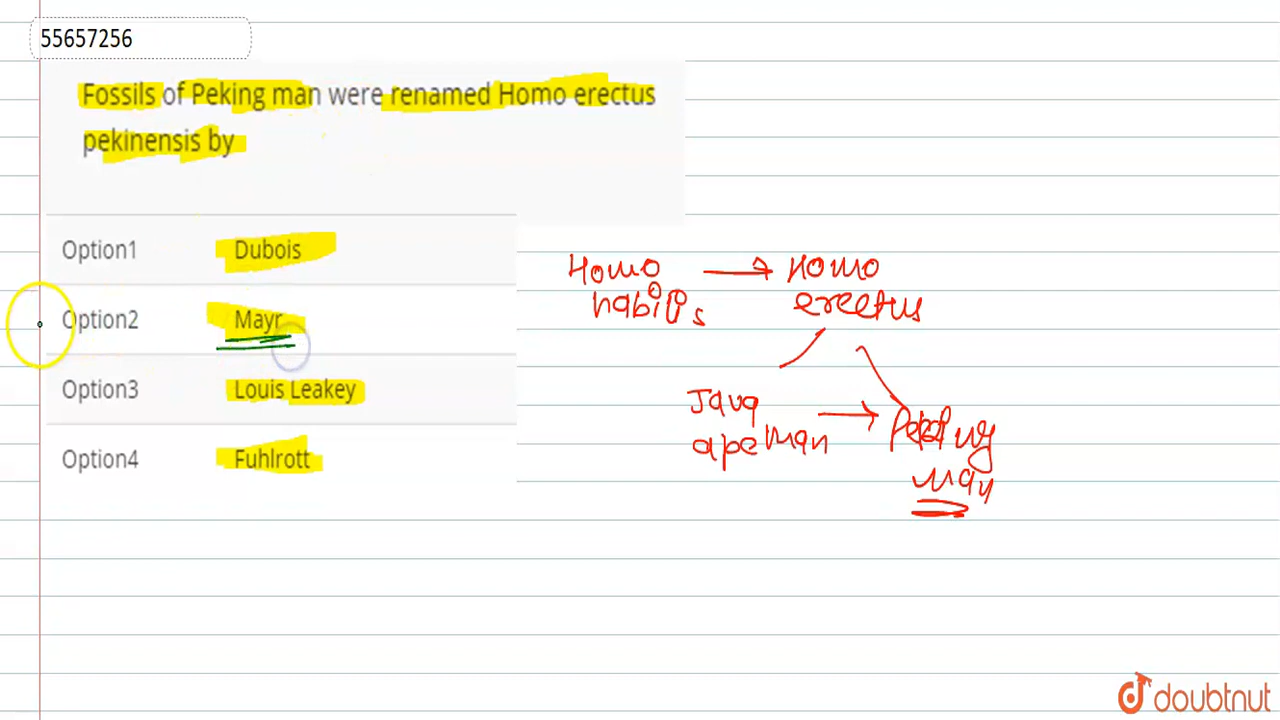 55657256
Fossils of Peking man were renamed Homo erectus
pekinensis by
Option1 Dubois
Option2 Mayr
Option3 Louis Leakey
Option4 Fuhlrott
Homo habilis → Homo erectus
Java apeman → Peking man
doubtnut